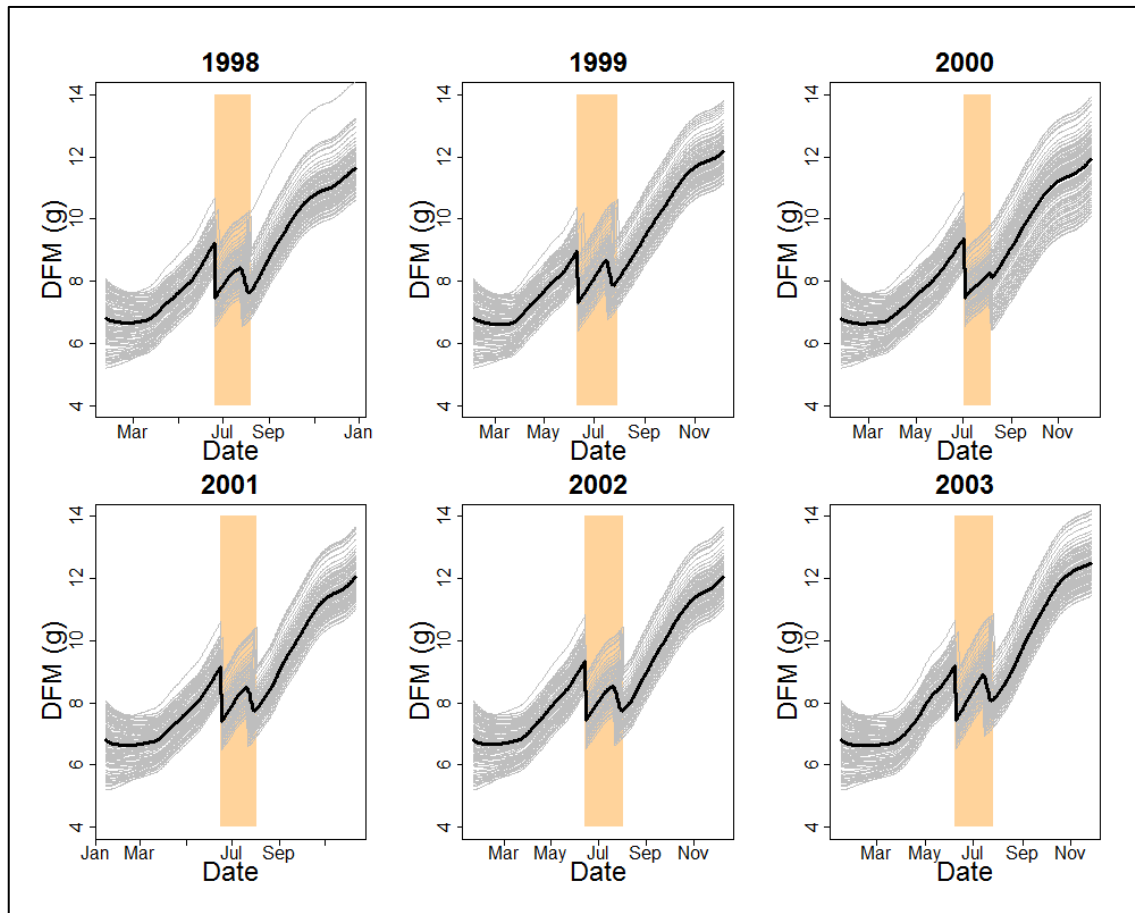 1998
1999
2000
DFM (g)
4 6 8 10 12 14
Mar Jul Sep Jan
Date
DFM (g)
4 6 8 10 12 14
Mar May Jul Sep Nov
Date
DFM (g)
4 6 8 10 12 14
Mar May Jul Sep Nov
Date
2001
2002
2003
DFM (g)
4 6 8 10 12 14
Jan Mar Jul Sep
Date
DFM (g)
4 6 8 10 12 14
Mar May Jul Sep Nov
Date
DFM (g)
4 6 8 10 12 14
Mar May Jul Sep Nov
Date